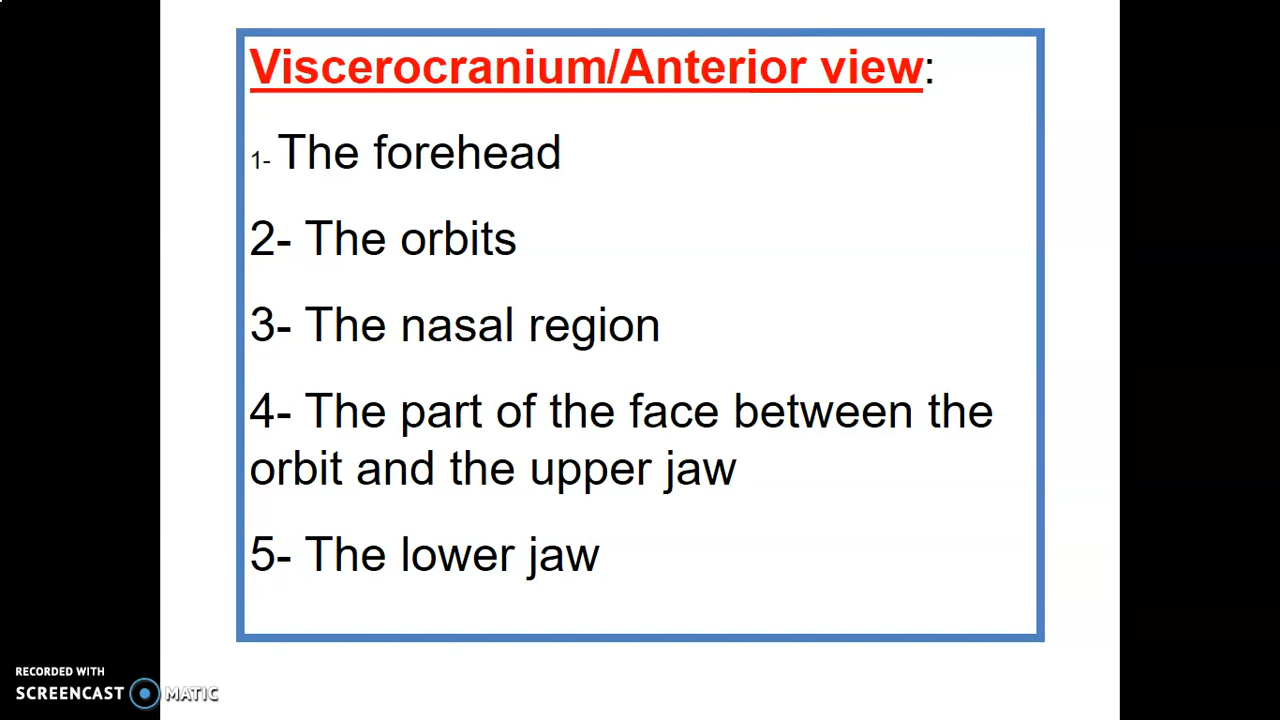 Viscerocranium/Anterior view:
1- The forehead
2- The orbits
3- The nasal region
4- The part of the face between the
orbit and the upper jaw
5- The lower jaw
RECORDED WITH
SCREENCAST MATIC